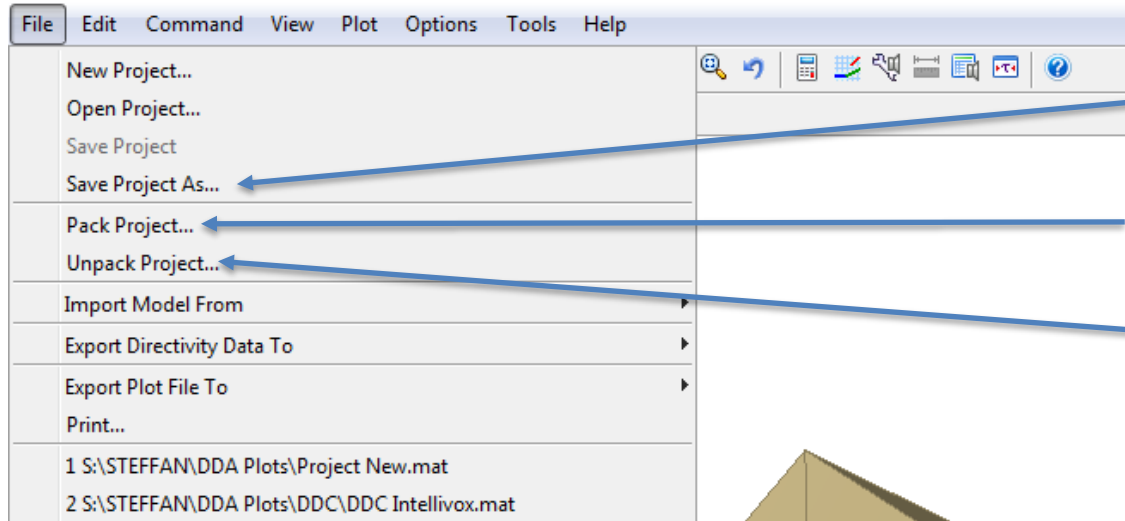 File Edit Command View Plot Options Tools Help
New Project...
Open Project...
Save Project
Save Project As...
Pack Project...
Unpack Project...
Import Model From
Export Directivity Data To
Export Plot File To
Print...
1 S:\STEFFAN\DDA Plots\Project New.mat
2 S:\STEFFAN\DDA Plots\DDC\DDC Intellivox.mat